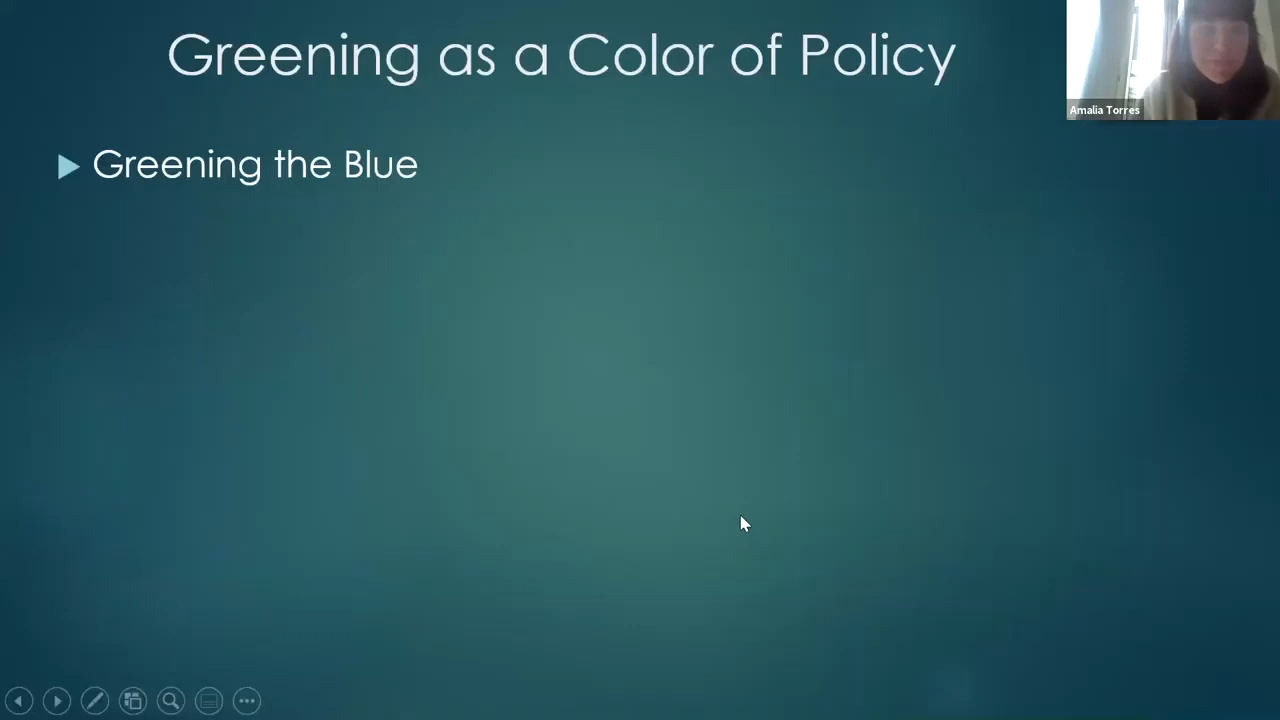 Greening as a Color of Policy
Amalia Torres
Greening the Blue